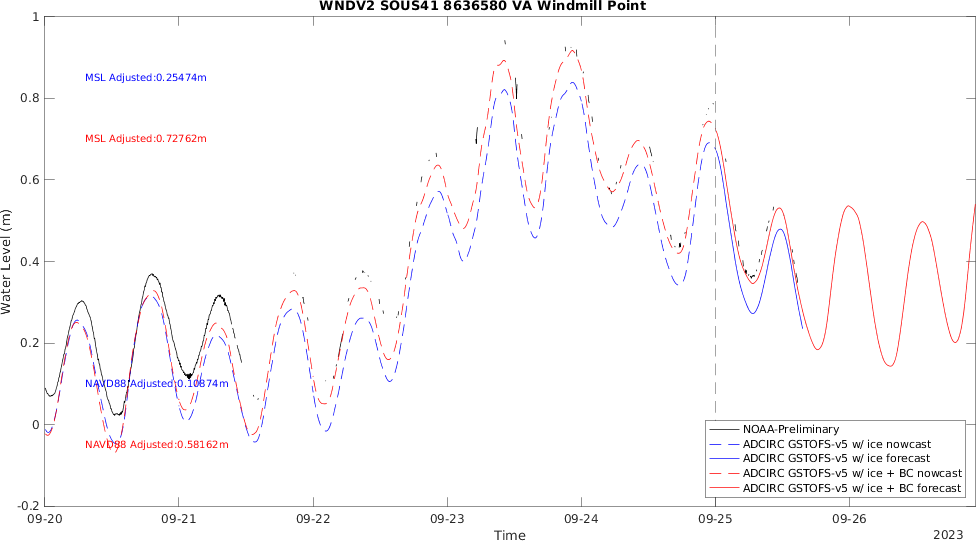 WNDV2 SOUS41 8636580 VA Windmill Point
1
0.8
0.6
0.4
0.2
0
-0.2
Water Level (m)
MSL Adjusted:0.25474m
MSL Adjusted:0.72762m
NAVD88 Adjusted:0.10874m
NAVD88 Adjusted:0.58162m
NOAA-Preliminary
ADCIRC GSTOFS-v5 w/ ice nowcast
ADCIRC GSTOFS-v5 w/ ice forecast
ADCIRC GSTOFS-v5 w/ ice + BC nowcast
ADCIRC GSTOFS-v5 w/ ice + BC forecast
09-20 09-21 09-22 09-23 09-24 09-25 09-26
Time
2023